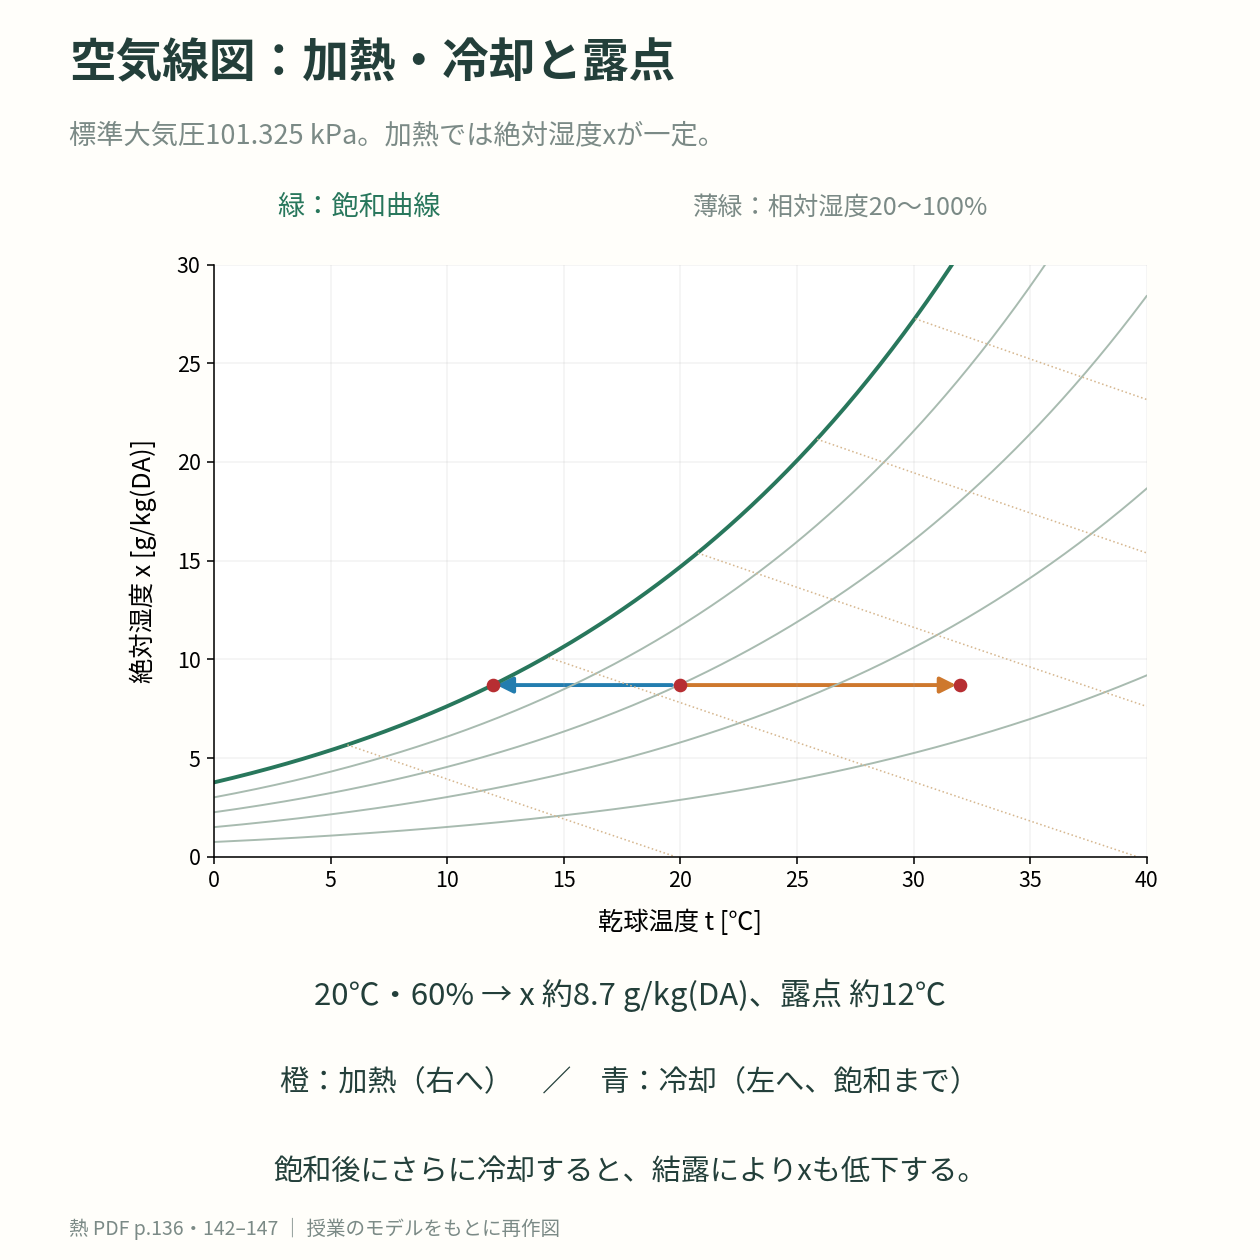 空気線図：加熱・冷却と露点
標準大気圧101.325 kPa。加熱では絶対湿度xが一定。
緑：飽和曲線
薄緑：相対湿度20〜100%
30
25
20
15
10
5
0
絶対湿度 x [g/kg(DA)]
0 5 10 15 20 25 30 35 40
乾球温度 t [℃]
20℃・60% → x 約8.7 g/kg(DA)、露点 約12℃
橙：加熱（右へ） ／ 青：冷却（左へ、飽和まで）
飽和後にさらに冷却すると、結露によりxも低下する。
熱 PDF p.136・142–147 ｜ 授業のモデルをもとに再作図